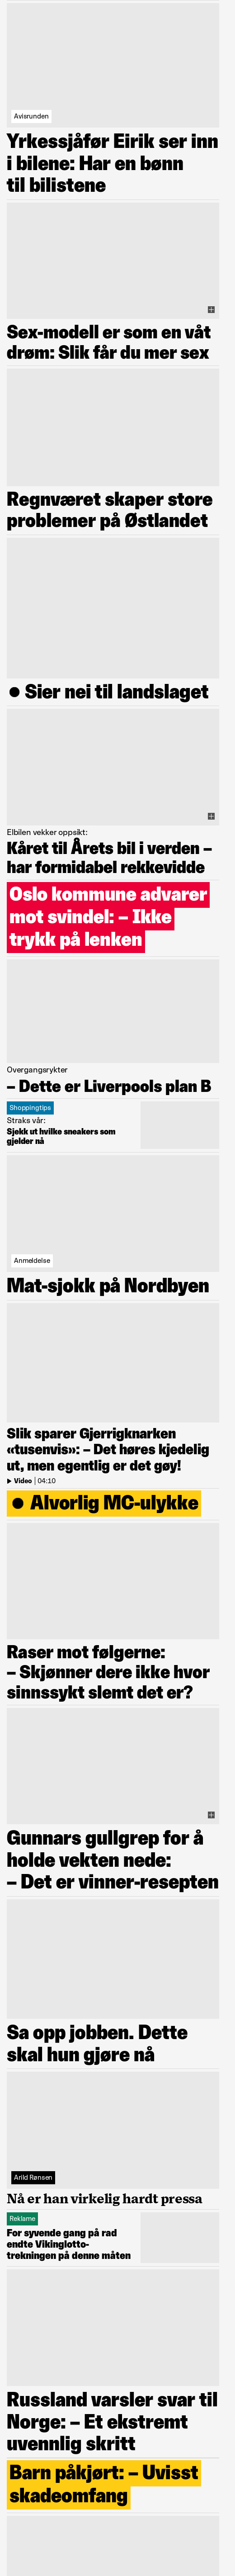 Avisrunden
Yrkessjåfør Eirik ser inn
i bilene: Har en bønn
til bilistene
Sex-modell er som en våt
drøm: Slik får du mer sex
Regnværet skaper store
problemer på Østlandet
● Sier nei til landslaget
Elbilen vekker oppsikt:
Kåret til Årets bil i verden –
har formidabel rekkevidde
Oslo kommune advarer
mot svindel: – Ikke
trykk på lenken
Overgangsrykter
– Dette er Liverpools plan B
Shoppingtips
Straks vår:
Sjekk ut hvilke sneakers som
gjelder nå
Anmeldelse
Mat-sjokk på Nordbyen
Slik sparer Gjerrigknarken
«tusenvis»: – Det høres kjedelig
ut, men egentlig er det gøy!
Video | 04:10
● Alvorlig MC-ulykke
Raser mot følgerne:
– Skjønner dere ikke hvor
sinnssykt slemt det er?
Gunnars gullgrep for å
holde vekten nede:
– Det er vinner-resepten
Sa opp jobben. Dette
skal hun gjøre nå
Arild Rønsen
Nå er han virkelig hardt pressa
Reklame
For syvende gang på rad
endte Vikinglotto-
trekningen på denne måten
Russland varsler svar til
Norge: – Et ekstremt
uvennlig skritt
Barn påkjørt: – Uvisst
skadeomfang